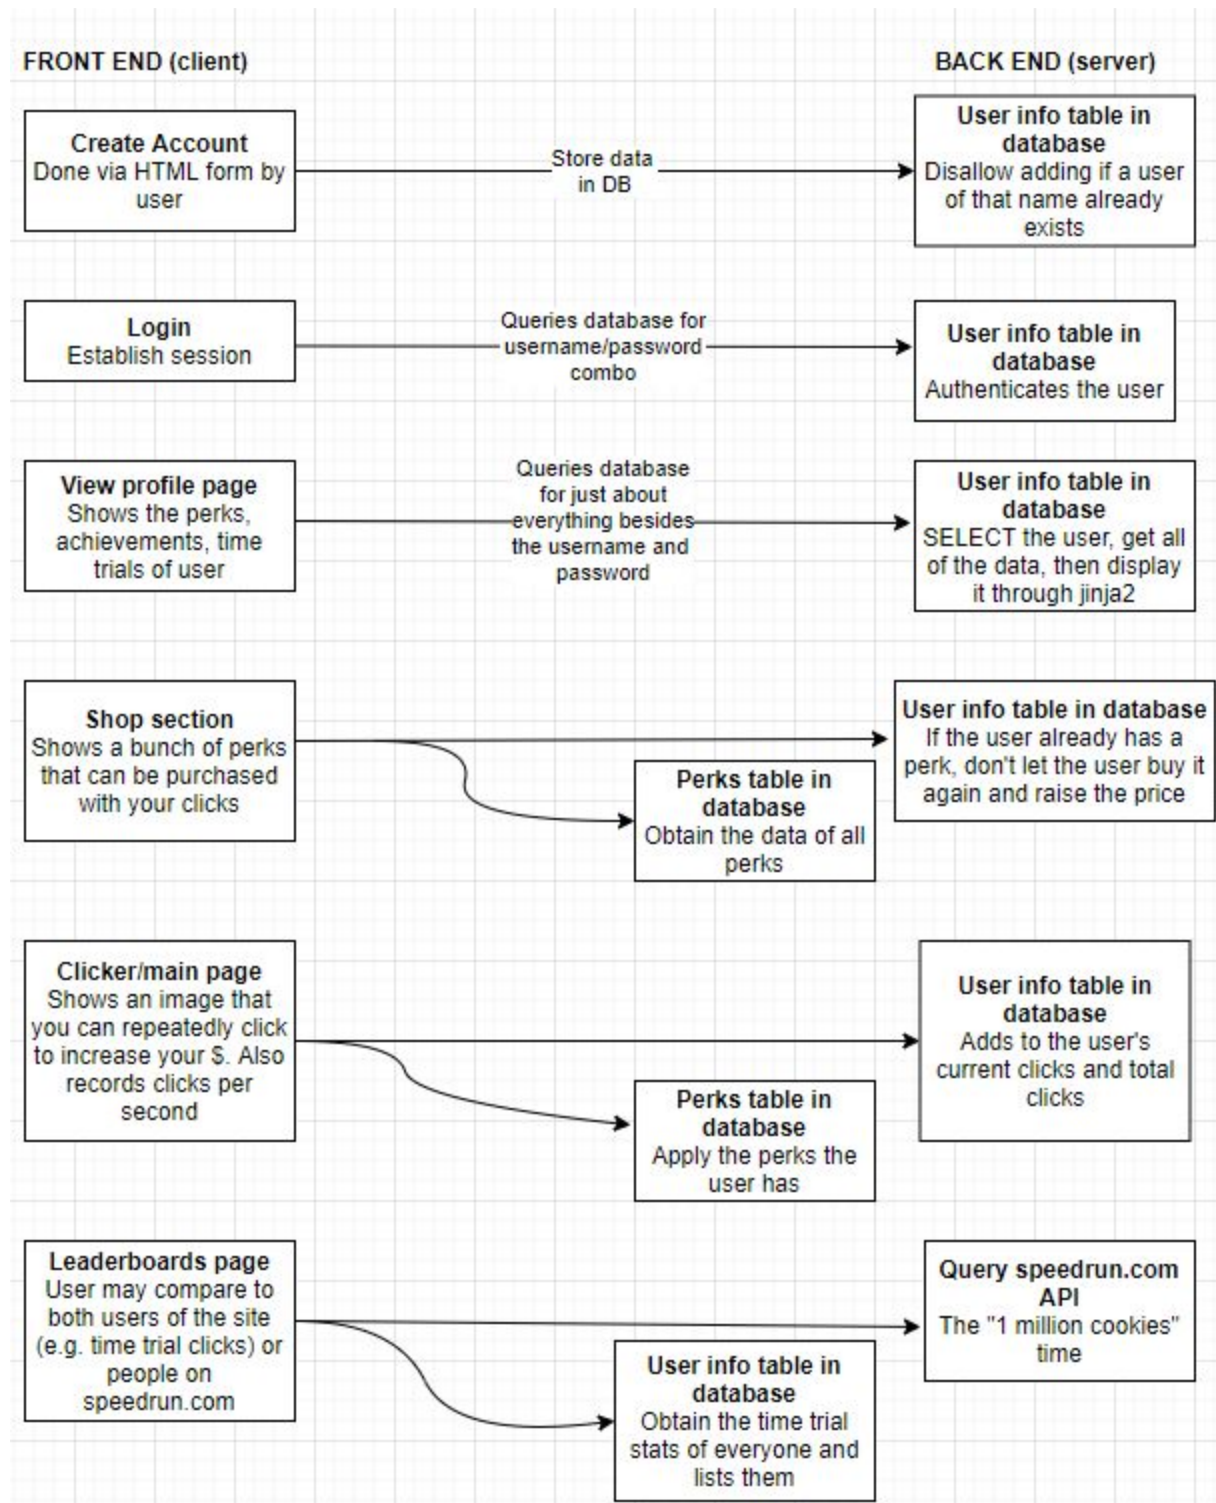 FRONT END (client)
BACK END (server)
Create Account
Done via HTML form by
user
Store data
in DB
User info table in
database
Disallow adding if a user
of that name already
exists
Login
Establish session
Queries database for
username/password
combo
User info table in
database
Authenticates the user
View profile page
Shows the perks,
achievements, time
trials of user
Queries database
for just about
everything besides
the username and
password
User info table in
database
SELECT the user, get all
of the data, then display
it through jinja2
Shop section
Shows a bunch of perks
that can be purchased
with your clicks
Perks table in
database
Obtain the data of all
perks
User info table in database
If the user already has a
perk, don't let the user buy it
again and raise the price
Clicker/main page
Shows an image that
you can repeatedly click
to increase your $. Also
records clicks per
second
Perks table in
database
Apply the perks the
user has
User info table in
database
Adds to the user's
current clicks and total
clicks
Leaderboards page
User may compare to
both users of the site
(e.g. time trial clicks) or
people on
speedrun.com
User info table in
database
Obtain the time trial
stats of everyone and
lists them
Query speedrun.com
API
The "1 million cookies"
time